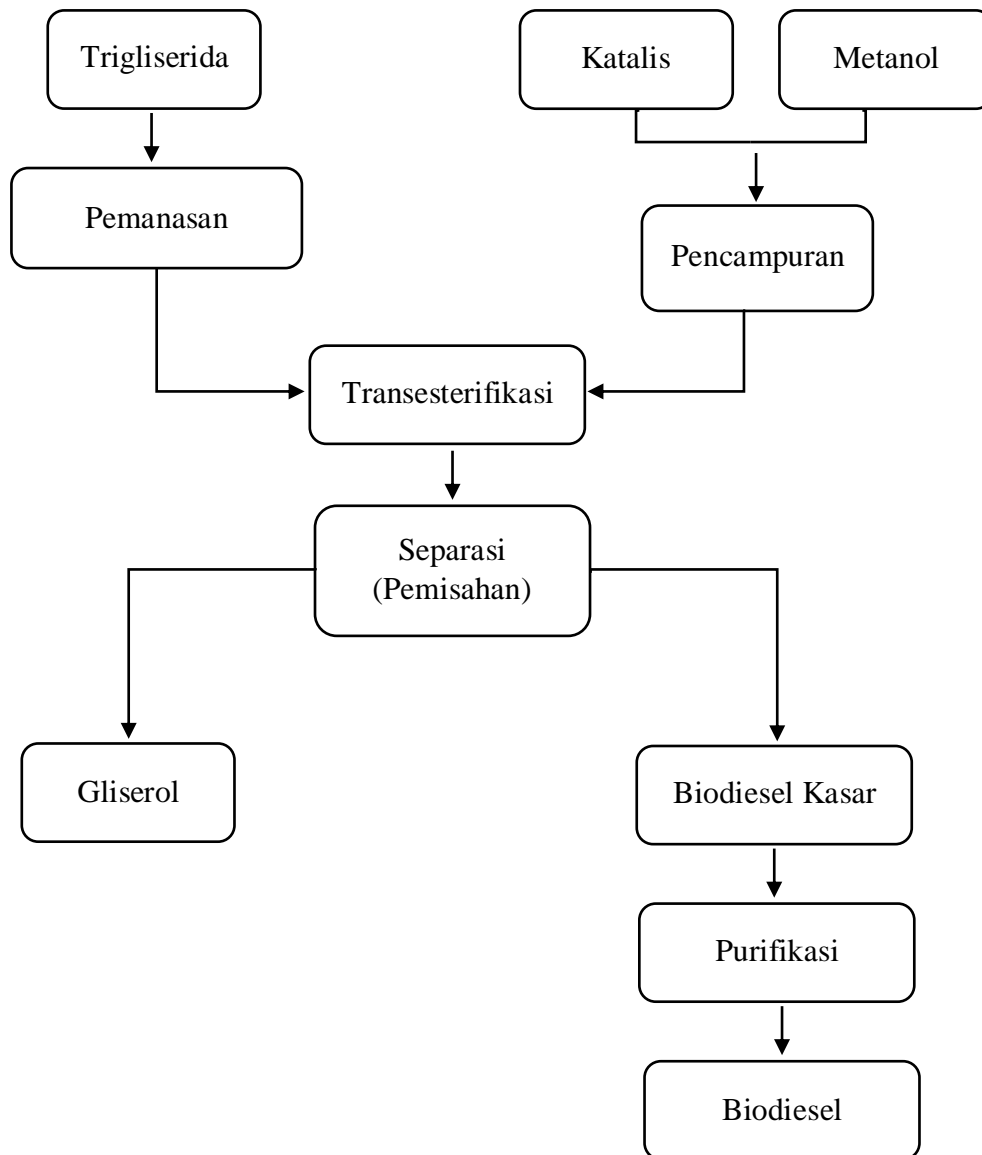 Trigliserida
Katalis
Metanol
Pemanasan
Pencampuran
Transesterifikasi
Separasi
(Pemisahan)
Gliserol
Biodiesel Kasar
Purifikasi
Biodiesel